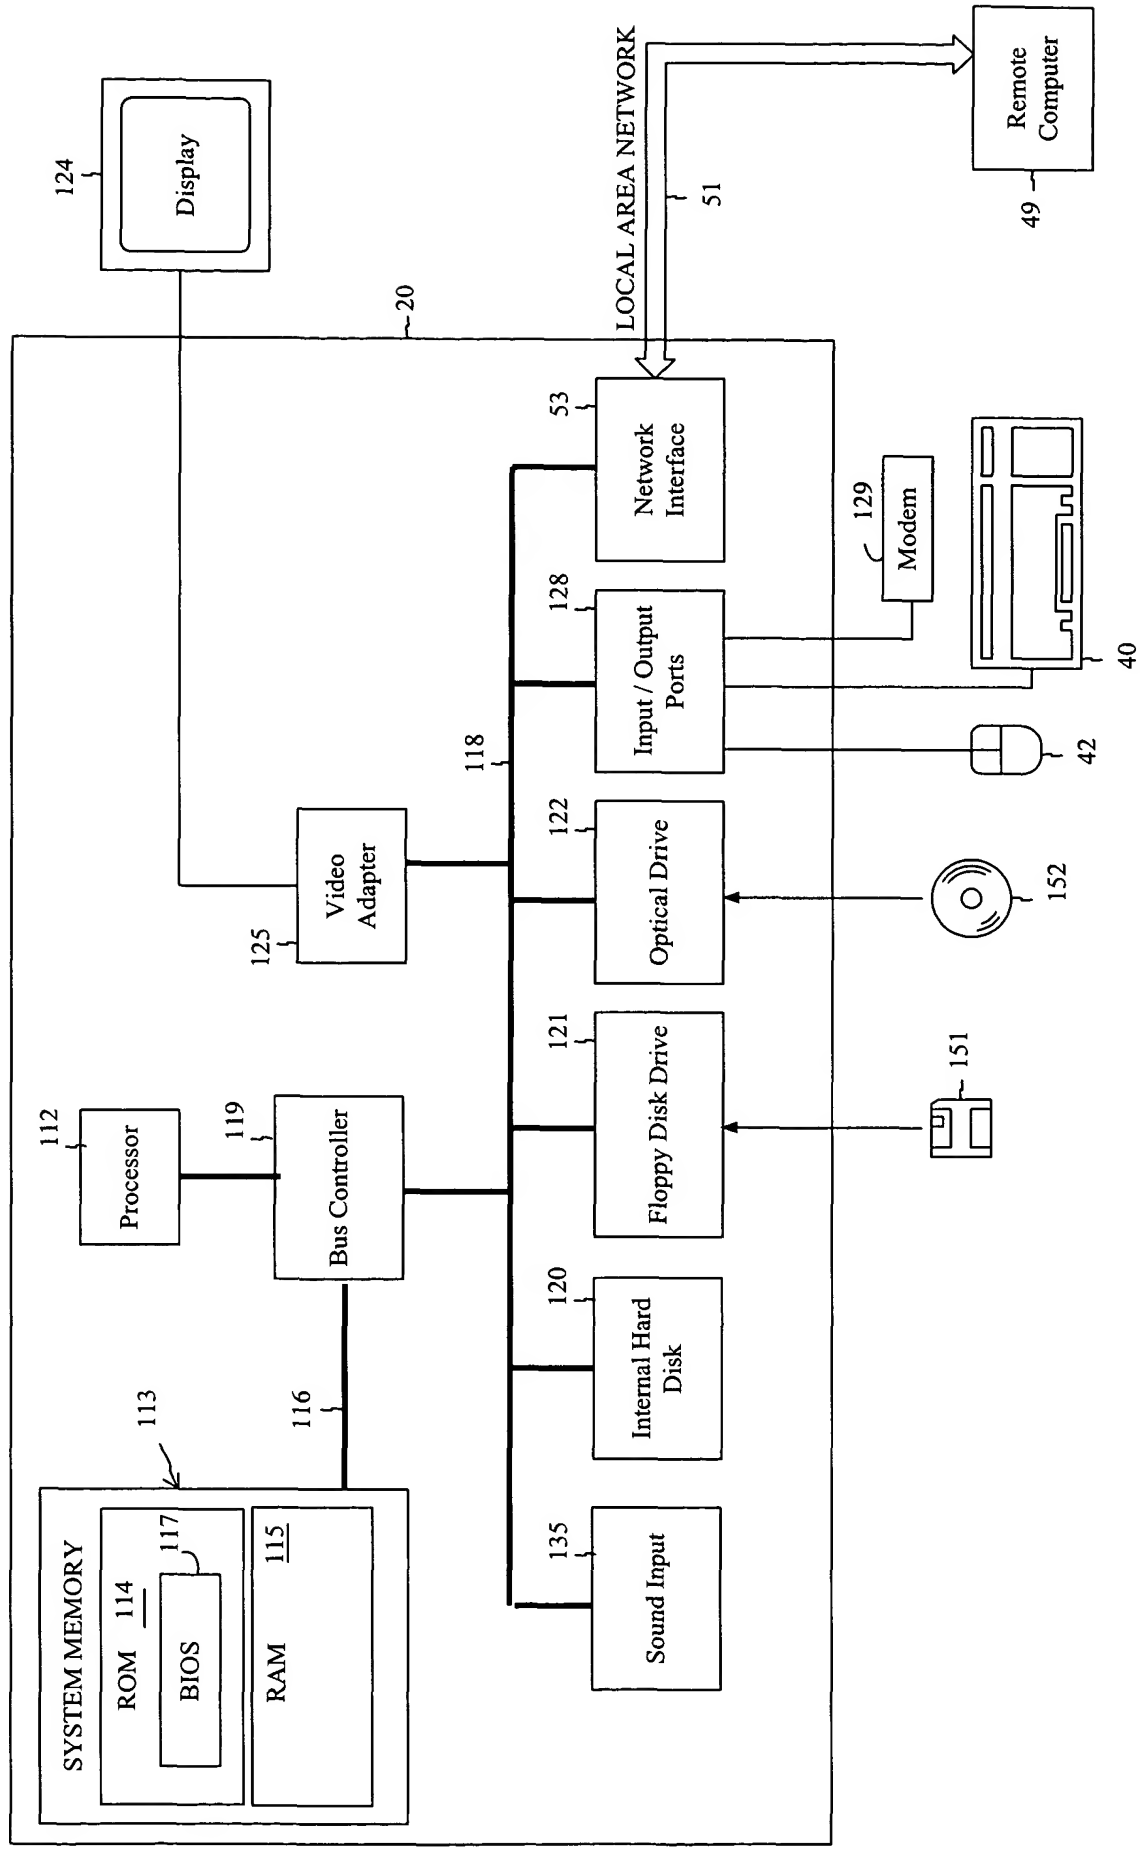 SYSTEM MEMORY
113
ROM 114
117
BIOS
RAM
115
116
Processor
112
Bus Controller
119
Video
Adapter
125
Display
124
20
118
Sound Input
135
Internal Hard
Disk
120
Floppy Disk Drive
121
Optical Drive
122
Input / Output
Ports
128
Network
Interface
53
LOCAL AREA NETWORK
51
Remote
Computer
49
Modem
129
151
152
42
40